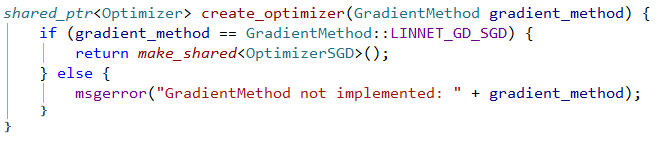 shared_ptr<Optimizer> create_optimizer(GradientMethod gradient_method) {
    if (gradient_method == GradientMethod::LINNET_GD_SGD) {
        return make_shared<OptimizerSGD>();
    } else {
        msgerror("GradientMethod not implemented: " + gradient_method);
    }
}